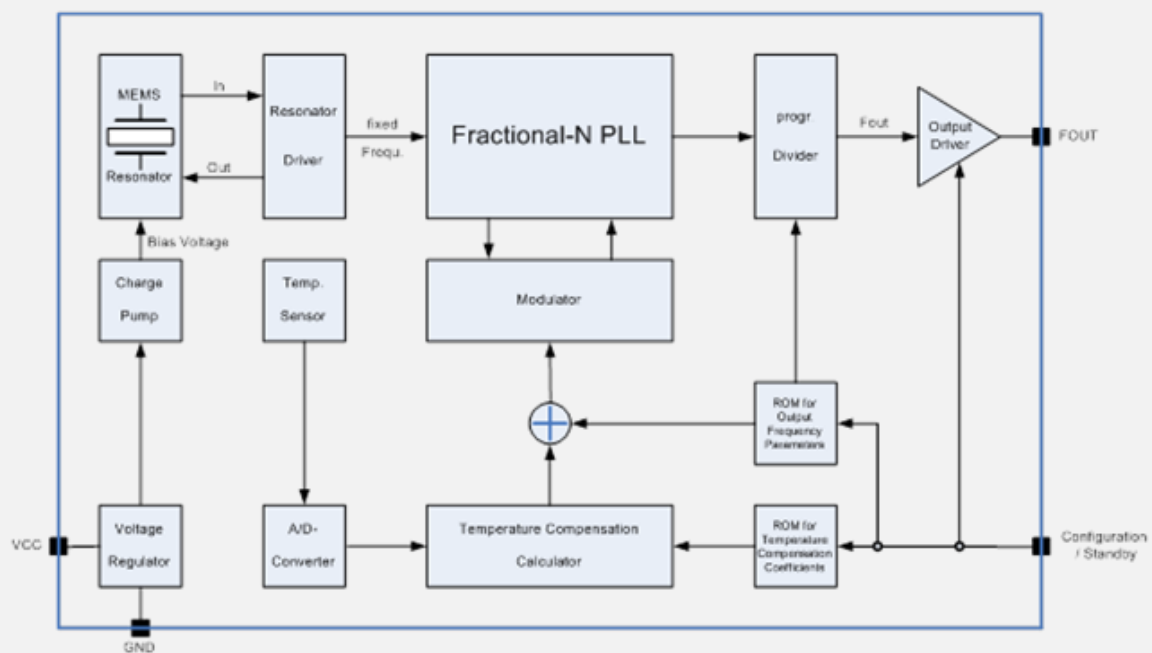 MEMS
Resonator
In
Out
Resonator
Driver
fixed
Frequ.
Fractional-N PLL
progr.
Divider
Fout
Output
Driver
FOUT
Bias Voltage
Charge
Pump
Temp.
Sensor
Modulator
ROM for
Output
Frequency
Parameters
VCC
Voltage
Regulator
A/D-
Converter
Temperature Compensation
Calculator
ROM for
Temperature
Compensation
Coefficients
Configuration
/ Standby
GND